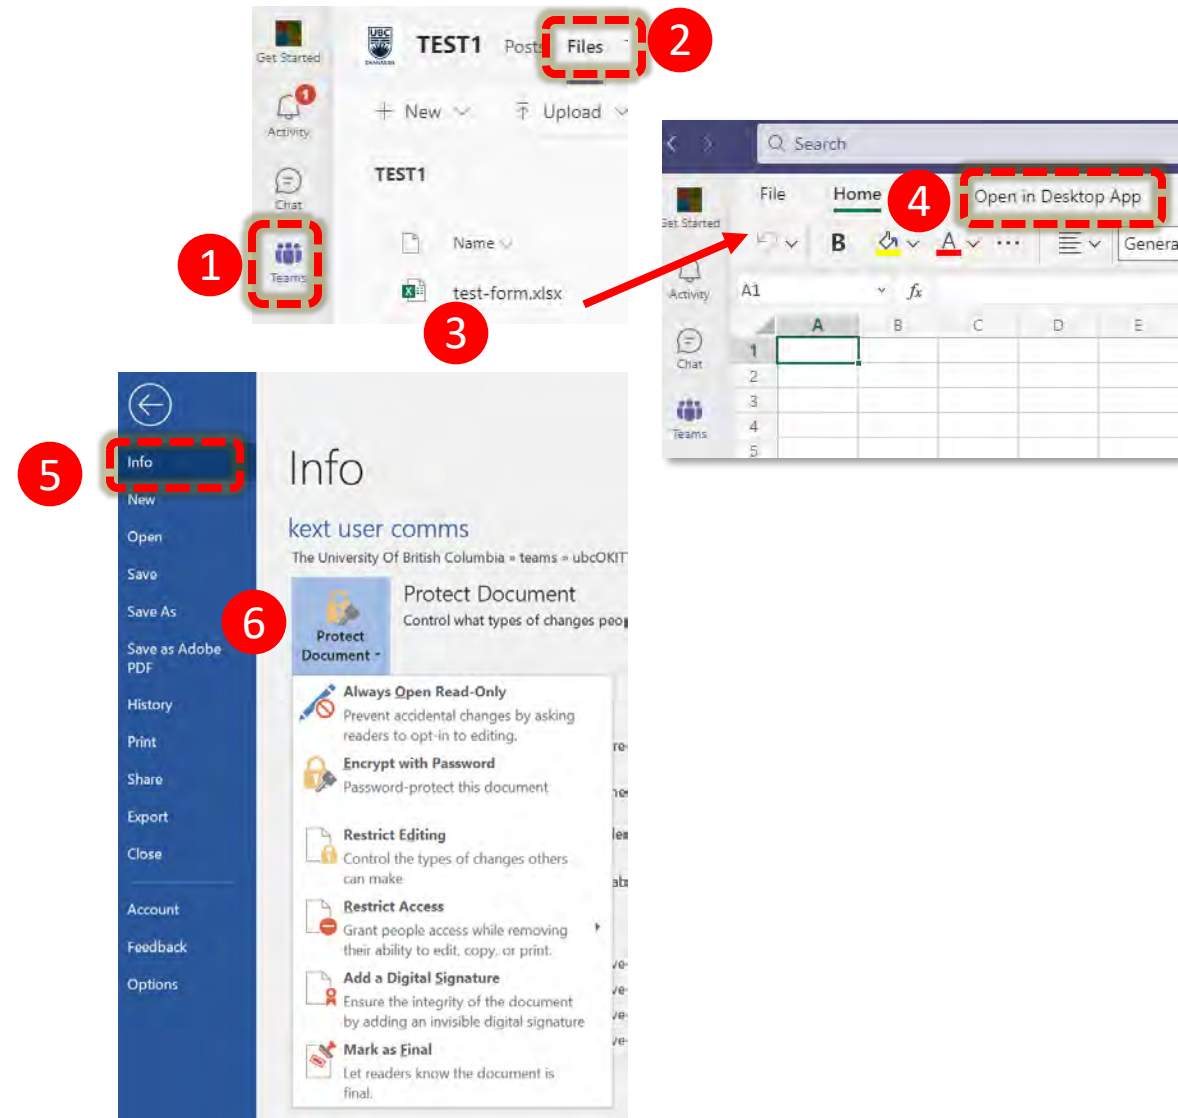 2
UBC
Get Started
TEST1 Posts Files
1
Activity
+ New Upload
Chat
TEST1
1
Teams
Name
test-form.xlsx
3
Search
4
Get Started
File Home Open in Desktop App
B A ··· Genera
Activity
A1 fx
A B C D E
1
Chat
2
3
4
Teams
5
5
Info
New
Open
Save
Save As
Save as Adobe
PDF
History
Print
Share
Export
Close
Account
Feedback
Options
Info
kext user comms
The University Of British Columbia » teams » ubcOKIT
6
Protect
Document
Protect Document
Control what types of changes peop
Always Open Read-Only
Prevent accidental changes by asking
readers to opt-in to editing.
Encrypt with Password
Password-protect this document
Restrict Editing
Control the types of changes others
can make
Restrict Access
Grant people access while removing
their ability to edit, copy, or print.
Add a Digital Signature
Ensure the integrity of the document
by adding an invisible digital signature
Mark as Final
Let readers know the document is
final.